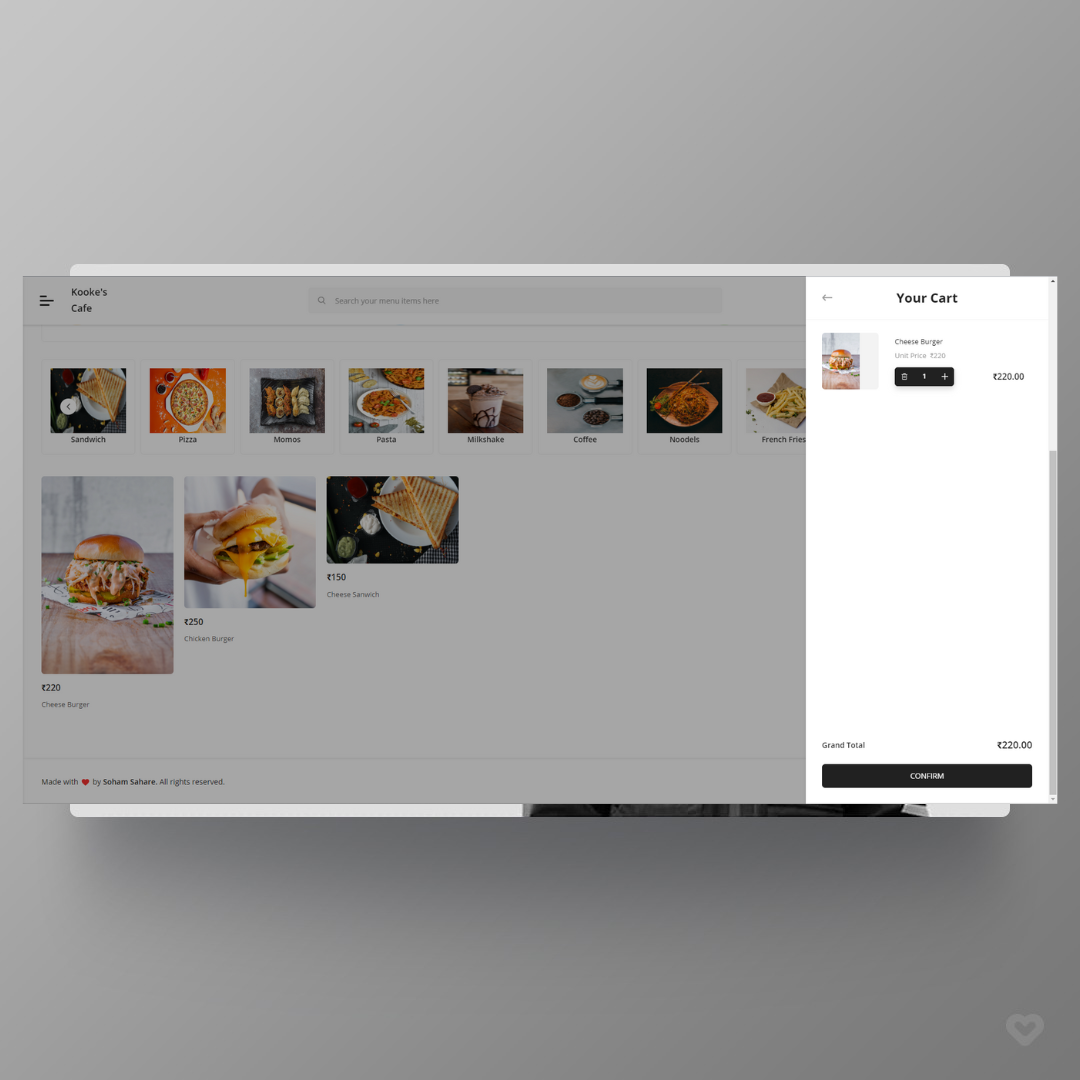 Kooke's
Cafe
Search your menu items here
Sandwich
Pizza
Momos
Pasta
Milkshake
Coffee
Noodels
French Fries
₹220
Cheese Burger
₹250
Chicken Burger
₹150
Cheese Sanwich
Made with ❤ by Soham Sahare. All rights reserved.
Your Cart
Cheese Burger
Unit Price ₹220
1
₹220.00
Grand Total
₹220.00
CONFIRM